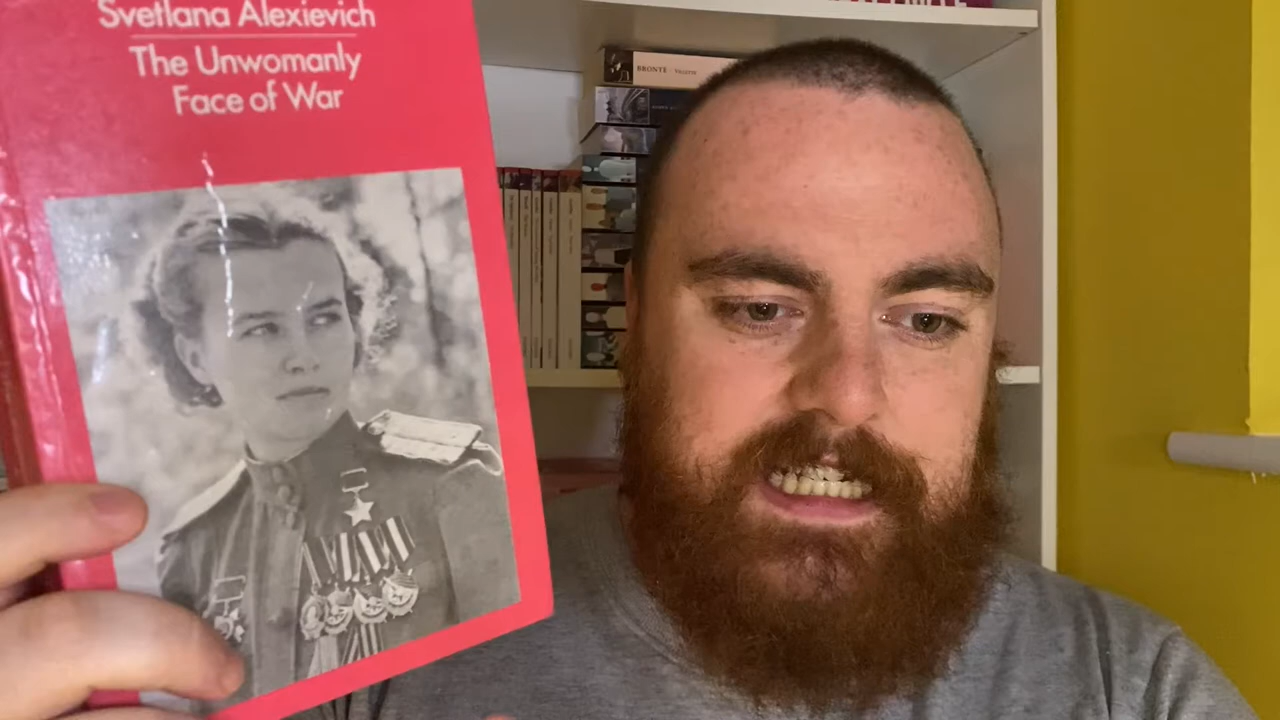 Svetlana Alexievich
The Unwomanly
Face of War
BRONTË
VILLETTE